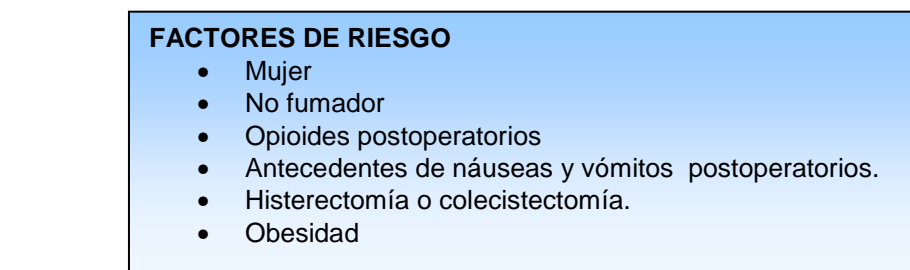 FACTORES DE RIESGO
• Mujer
• No fumador
• Opioides postoperatorios
• Antecedentes de náuseas y vómitos  postoperatorios.
• Histerectomía o colecistectomía.
• Obesidad